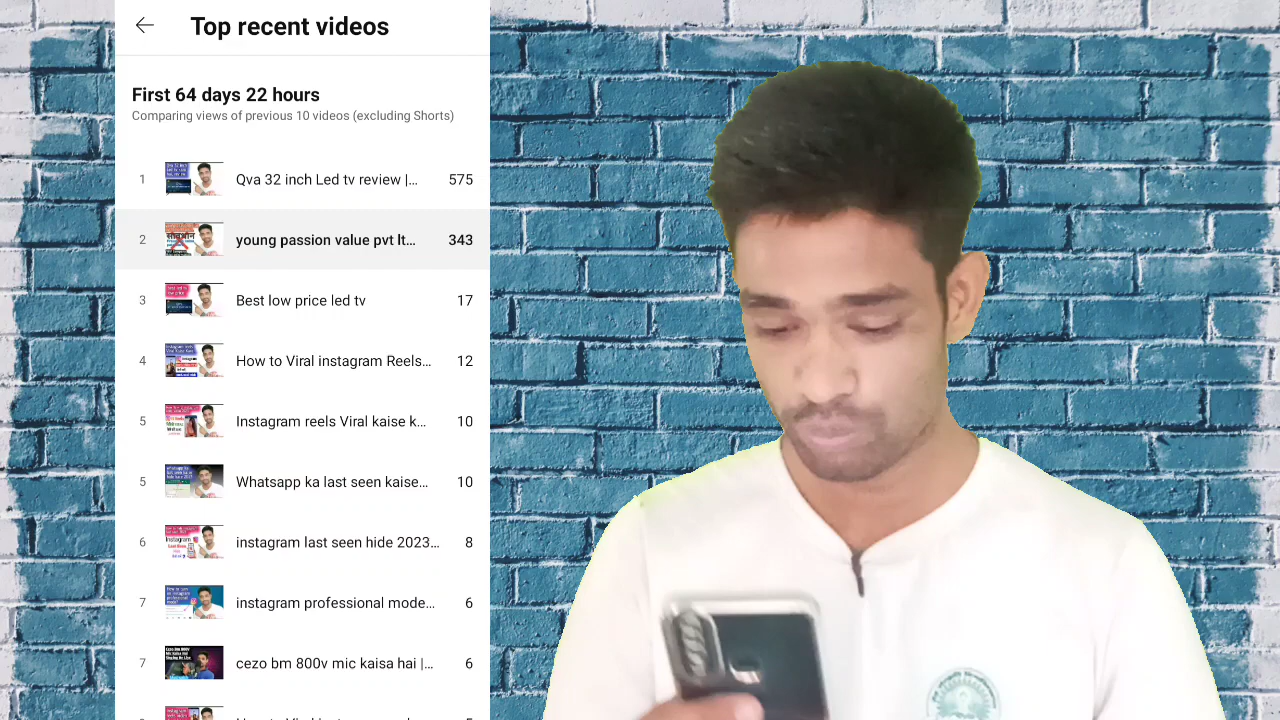 Top recent videos
First 64 days 22 hours
Comparing views of previous 10 videos (excluding Shorts)
1 Qva 32 inch Led tv review |... 575
2 young passion value pvt lt... 343
सावधान
3 Best low price led tv 17
4 How to Viral instagram Reels... 12
5 Instagram reels Viral kaise k... 10
5 Whatsapp ka last seen kaise... 10
6 instagram last seen hide 2023... 8
Instagram
7 instagram professional mode... 6
7 cezo bm 800v mic kaisa hai |... 6